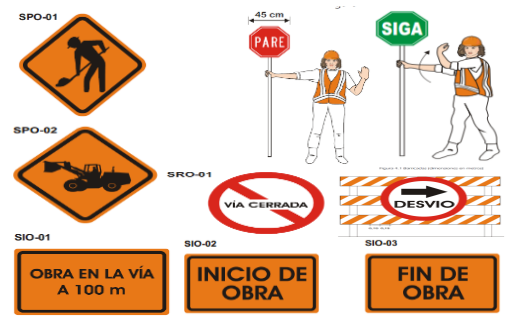 SPO-01
45 cm
PARE
SIGA
SPO-02
SRO-01
VÍA CERRADA
DESVIO
SIO-01
OBRA EN LA VÍA
A 100 m
SIO-02
INICIO DE
OBRA
SIO-03
FIN DE
OBRA